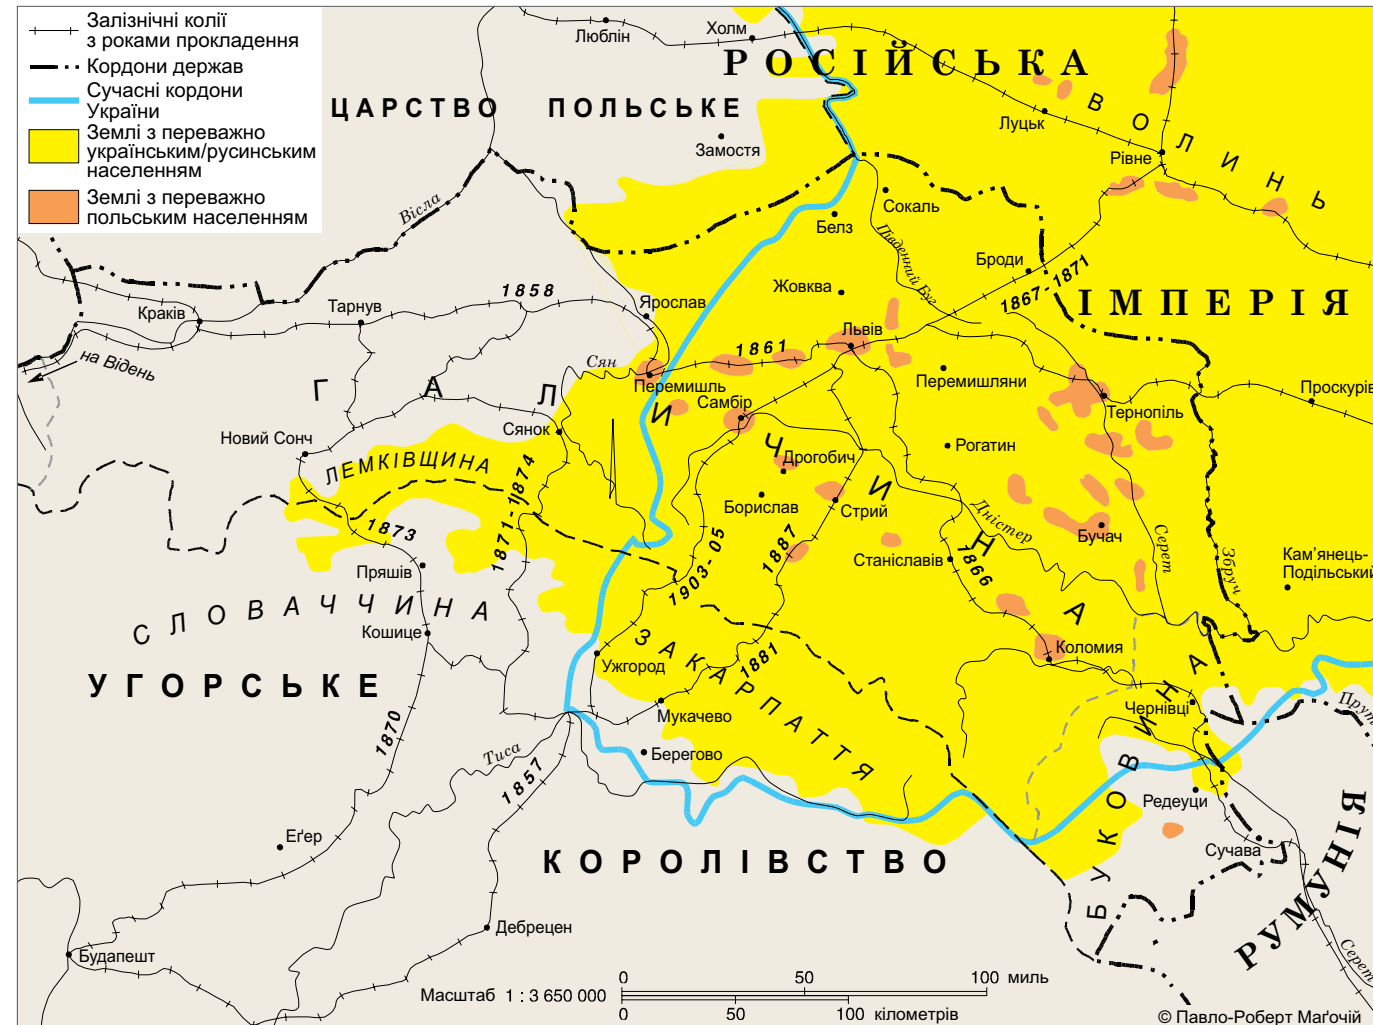 Залізничні колії
з роками прокладення
Кордони держав
Сучасні кордони
України
Землі з переважно
українським/русинським
населенням
Землі з переважно
польським населенням
Люблін
Холм
РОСІЙСЬКА
ІМПЕРІЯ
ЦАРСТВО ПОЛЬСЬКЕ
ВОЛИНЬ
Замостя
Луцьк
Рівне
Вісла
Сокаль
Белз
Південний Буг
Броди
1867-1871
Жовква
1858
Ярослав
Тарнув
Краків
на Відень
Львів
1861
Сян
Перемишль
Перемишляни
Проскурів
ГАЛИЧИНА
Самбір
Тернопіль
Новий Сонч
Сянок
Рогатин
ЛЕМКІВЩИНА
Дрогобич
Борислав
Стрий
Дністер
1871-1874
1873
1903-05
1887
Станіславів
1866
Бучач
Серет
Збруч
Кам’янець-
Подільський
Пряшів
СЛОВАЧЧИНА
Кошице
УГОРСЬКЕ
КОРОЛІВСТВО
Ужгород
ЗАКАРПАТТЯ
1881
Коломия
Мукачево
Чернівці
Прут
БУКОВИНА
1870
Тиса
1857
Берегово
Редеуци
Сучава
РУМУНІЯ
Серет
Еґер
Дебрецен
Будапешт
0 50 100 миль
Масштаб 1 : 3 650 000
0 50 100 кілометрів
© Павло-Роберт Маґочій